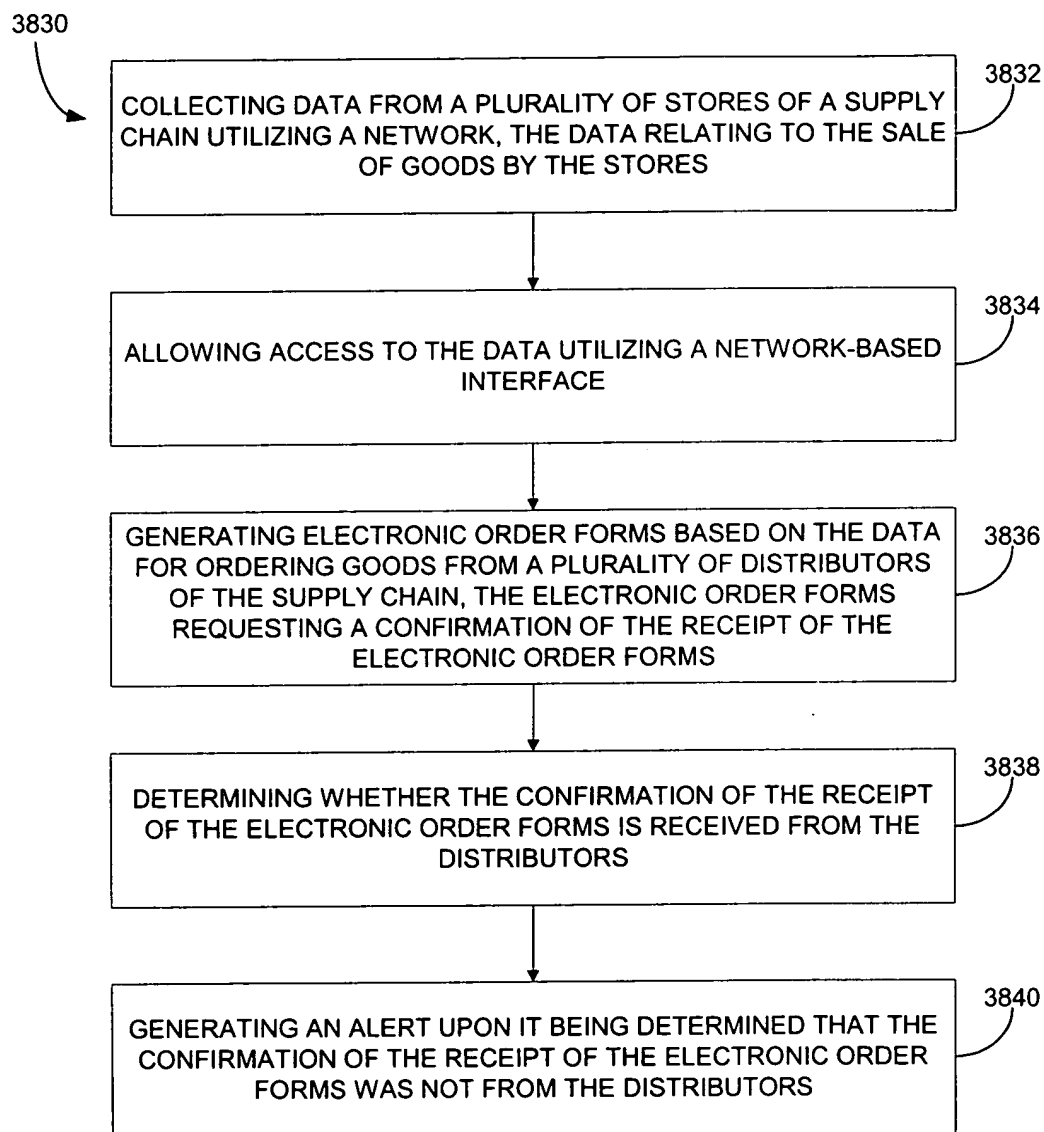 3830
3832
COLLECTING DATA FROM A PLURALITY OF STORES OF A SUPPLY
CHAIN UTILIZING A NETWORK, THE DATA RELATING TO THE SALE
OF GOODS BY THE STORES
3834
ALLOWING ACCESS TO THE DATA UTILIZING A NETWORK-BASED
INTERFACE
3836
GENERATING ELECTRONIC ORDER FORMS BASED ON THE DATA
FOR ORDERING GOODS FROM A PLURALITY OF DISTRIBUTORS
OF THE SUPPLY CHAIN, THE ELECTRONIC ORDER FORMS
REQUESTING A CONFIRMATION OF THE RECEIPT OF THE
ELECTRONIC ORDER FORMS
3838
DETERMINING WHETHER THE CONFIRMATION OF THE RECEIPT
OF THE ELECTRONIC ORDER FORMS IS RECEIVED FROM THE
DISTRIBUTORS
3840
GENERATING AN ALERT UPON IT BEING DETERMINED THAT THE
CONFIRMATION OF THE RECEIPT OF THE ELECTRONIC ORDER
FORMS WAS NOT FROM THE DISTRIBUTORS